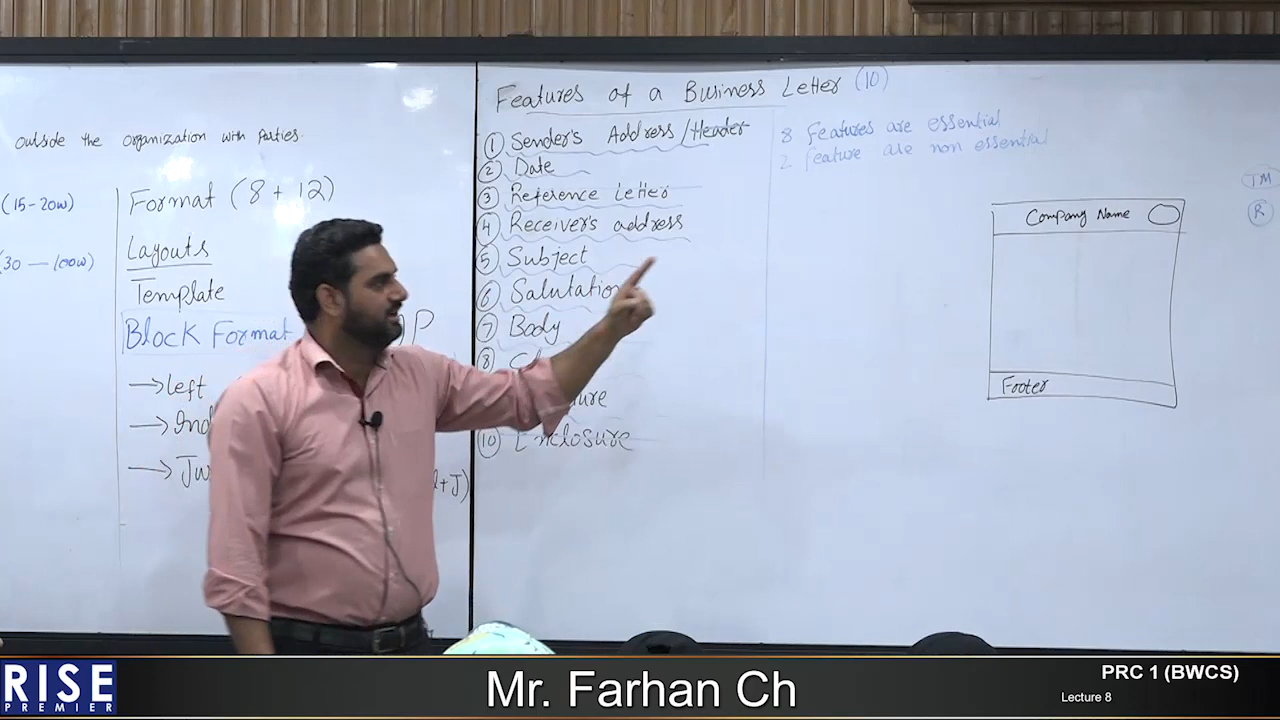 outside the organization with parties.
(15-20W)
(30 — 100W)
Format (8 + 12)
Layouts
Template
Block Format
P
→ left
→
→
+J)
Features of a Business Letter (10)
① Sender's Address/Header
② Date
③ Reference Letter
④ Receiver's address
⑤ Subject
⑥ Salutation
⑦ Body
⑧
⑩ Enclosure
8 features are essential
2 feature are non essential
TM
R
Company Name
Footer
RISE
PREMIER
Mr. Farhan Ch
PRC 1 (BWCS)
Lecture 8